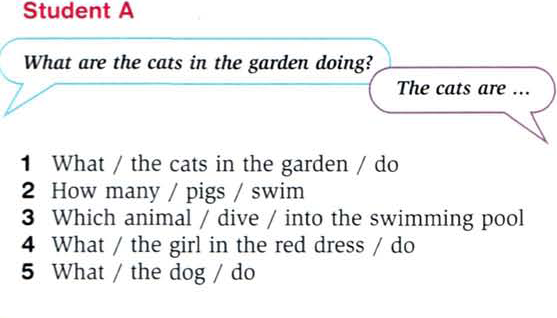 Student A
What are the cats in the garden doing?
The cats are ...
1 What / the cats in the garden / do
2 How many / pigs / swim
3 Which animal / dive / into the swimming pool
4 What / the girl in the red dress / do
5 What / the dog / do